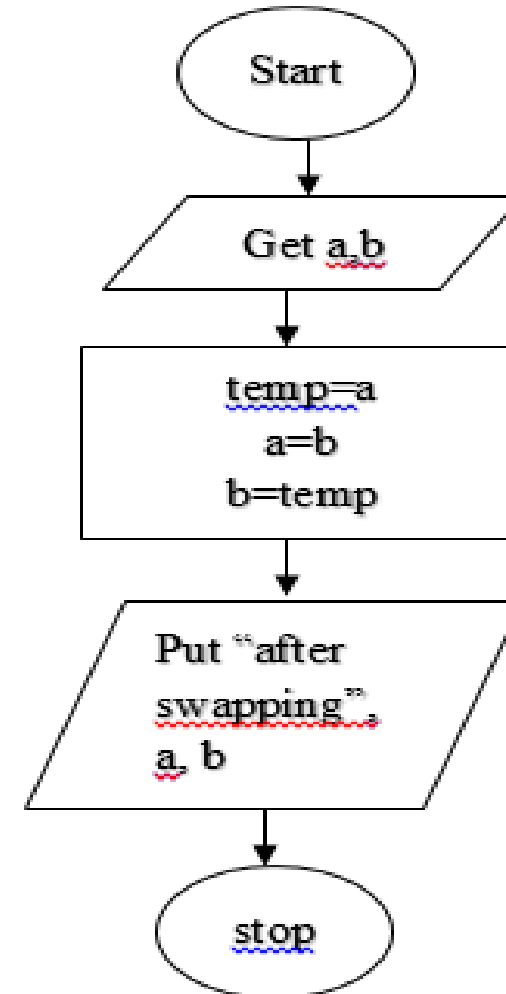 Start
Get a,b
temp=a
a=b
b=temp
Put “after
swapping”,
a, b
stop